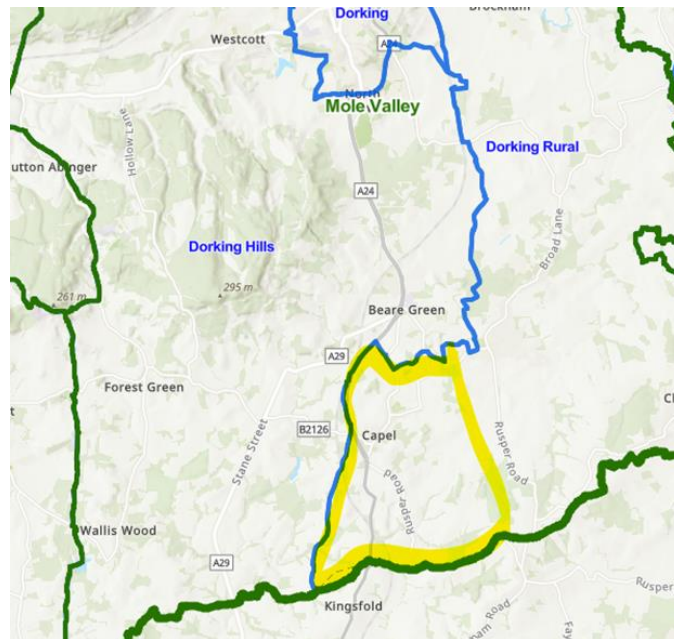 Dorking
Brockham
Westcott
A24
North
Mole Valley
Hollow Lane
utton Abinger
Dorking Rural
A24
Broad Lane
Dorking Hills
261 m
295 m
Beare Green
A29
Forest Green
Stane Street
B2126
Capel
Rusper Road
Rusper Road
Wallis Wood
A29
Kingsfold
Rusper